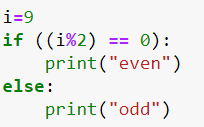 i=9
if ((i%2) == 0):
    print("even")
else:
    print("odd")